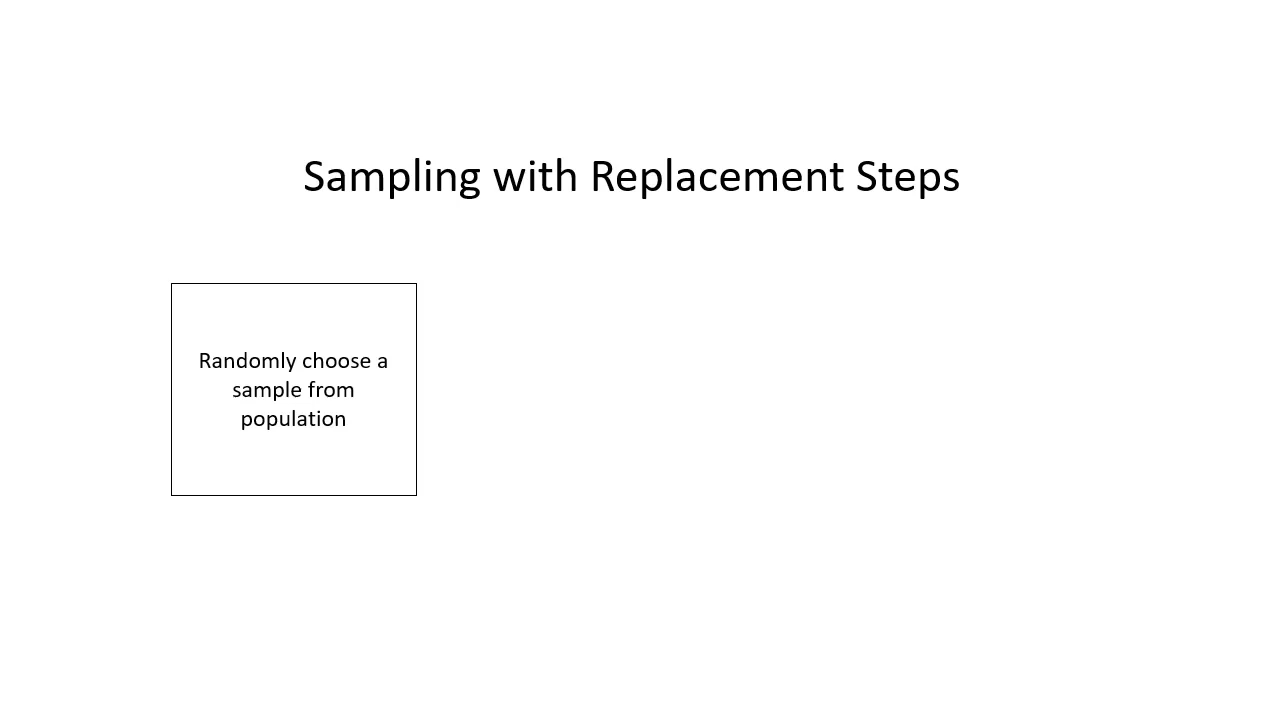 Sampling with Replacement Steps
Randomly choose a
sample from
population